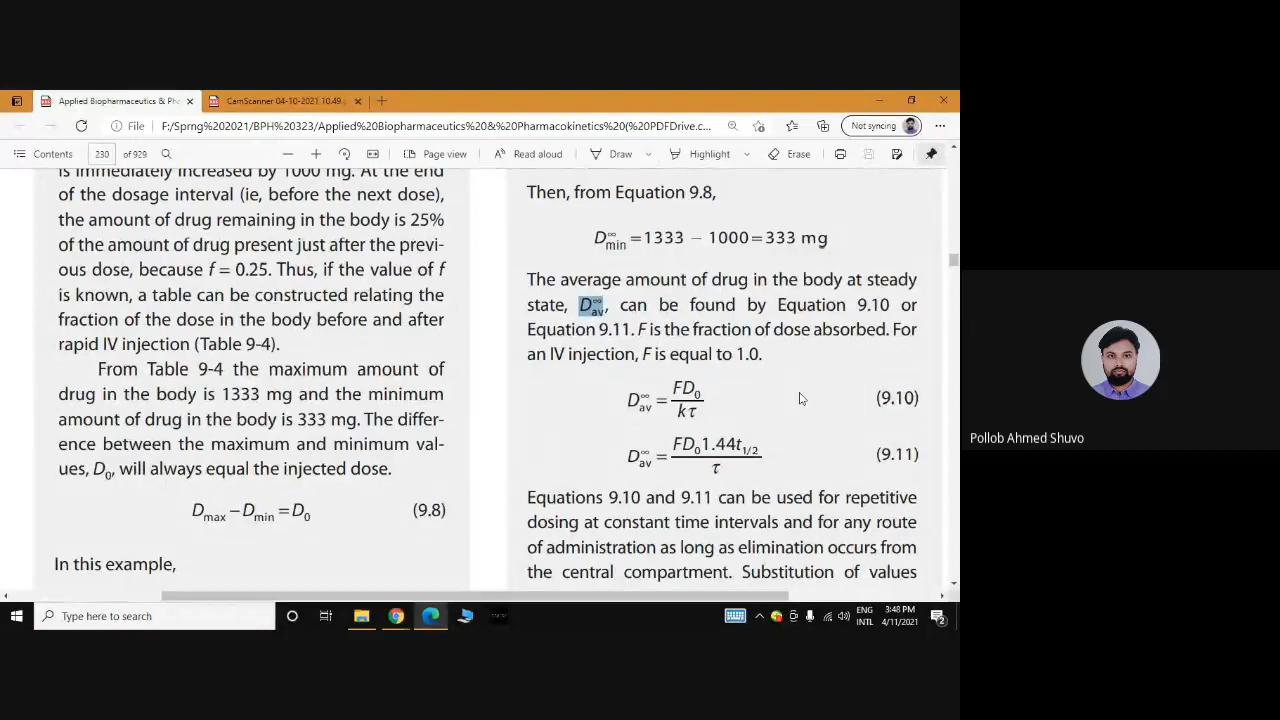 Applied Biopharmaceutics & Pha
CamScanner 04-10-2021 10.49.
File
F:/Sprng%202021/BPH%20323/Applied%20Biopharmaceutics%20&%20Pharmacokinetics%20(%20PDFDrive.c...
Not syncing
Contents
230 of 929
Page view
Read aloud
Draw
Highlight
Erase
is immediately increased by 1000 mg. At the end
of the dosage interval (ie, before the next dose),
the amount of drug remaining in the body is 25%
of the amount of drug present just after the previ-
ous dose, because f = 0.25. Thus, if the value of f
is known, a table can be constructed relating the
fraction of the dose in the body before and after
rapid IV injection (Table 9-4).
From Table 9-4 the maximum amount of
drug in the body is 1333 mg and the minimum
amount of drug in the body is 333 mg. The differ-
ence between the maximum and minimum val-
ues, D₀, will always equal the injected dose.
D_max − D_min = D₀ (9.8)
In this example,
Then, from Equation 9.8,
D^∞_min = 1333 − 1000 = 333 mg
The average amount of drug in the body at steady
state, D^∞_av, can be found by Equation 9.10 or
Equation 9.11. F is the fraction of dose absorbed. For
an IV injection, F is equal to 1.0.
D^∞_av = FD₀ / kτ (9.10)
D^∞_av = FD₀1.44t_1/2 / τ (9.11)
Equations 9.10 and 9.11 can be used for repetitive
dosing at constant time intervals and for any route
of administration as long as elimination occurs from
the central compartment. Substitution of values
Pollob Ahmed Shuvo
Type here to search
ENG
INTL
3:48 PM
4/11/2021
2